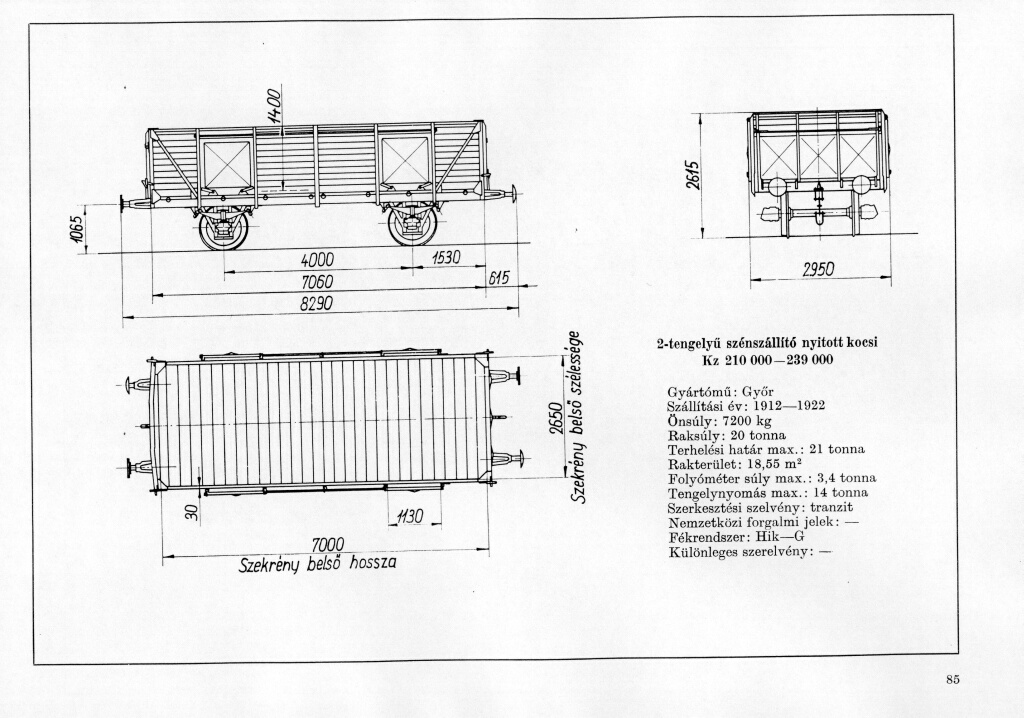 1400
1065
4000
1530
7060
615
8290
2615
2950
2-tengelyű szénszállító nyitott kocsi
Kz 210 000—239 000
Gyártómű: Győr
Szállítási év: 1912—1922
Önsúly: 7200 kg
Raksúly: 20 tonna
Terhelési határ max.: 21 tonna
Rakterület: 18,55 m²
Folyóméter súly max.: 3,4 tonna
Tengelynyomás max.: 14 tonna
Szerkesztési szelvény: tranzit
Nemzetközi forgalmi jelek: —
Fékrendszer: Hik—G
Különleges szerelvény: —
2650
Szekrény belső szélessége
30
1130
7000
Szekrény belső hossza
85